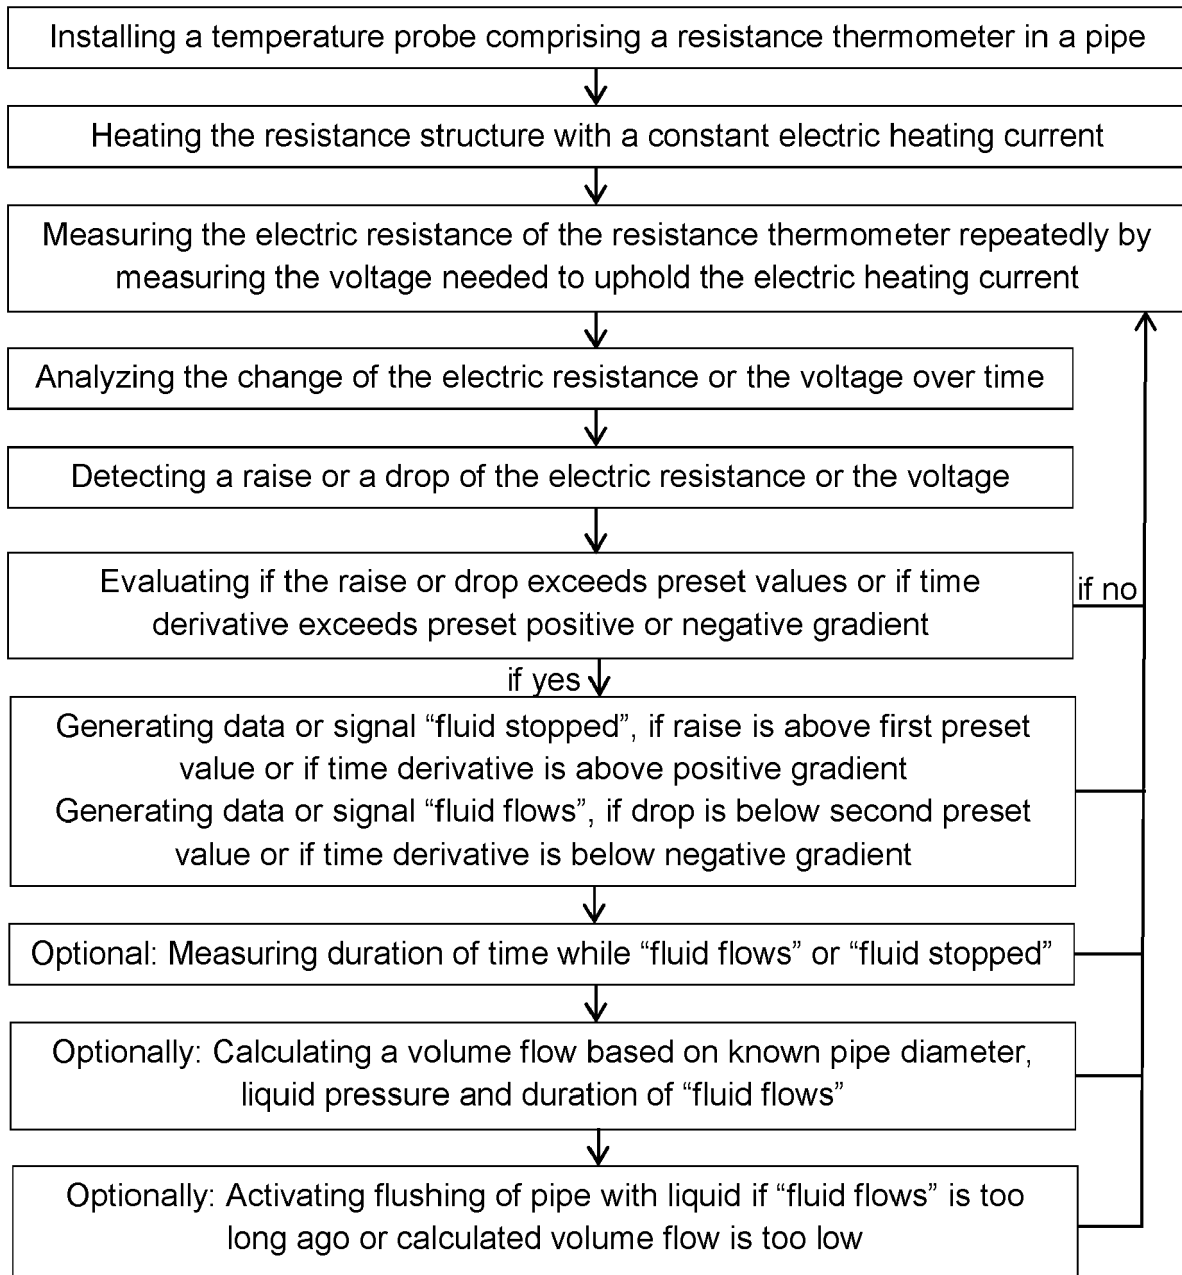 Installing a temperature probe comprising a resistance thermometer in a pipe
Heating the resistance structure with a constant electric heating current
Measuring the electric resistance of the resistance thermometer repeatedly by
measuring the voltage needed to uphold the electric heating current
Analyzing the change of the electric resistance or the voltage over time
Detecting a raise or a drop of the electric resistance or the voltage
Evaluating if the raise or drop exceeds preset values or if time
derivative exceeds preset positive or negative gradient
if no
if yes
Generating data or signal “fluid stopped”, if raise is above first preset
value or if time derivative is above positive gradient
Generating data or signal “fluid flows”, if drop is below second preset
value or if time derivative is below negative gradient
Optional: Measuring duration of time while “fluid flows” or “fluid stopped”
Optionally: Calculating a volume flow based on known pipe diameter,
liquid pressure and duration of “fluid flows”
Optionally: Activating flushing of pipe with liquid if “fluid flows” is too
long ago or calculated volume flow is too low